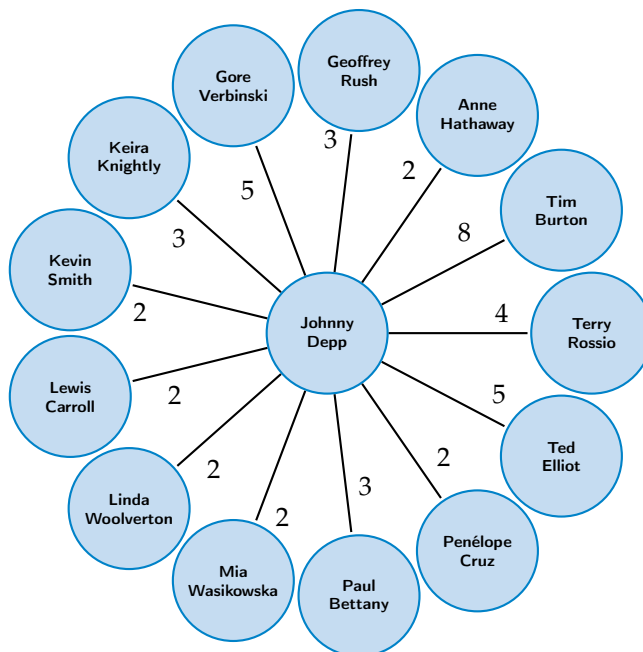 Geoffrey
Rush
Gore
Verbinski
Anne
Hathaway
Keira
Knightly
3
2
5
Tim
Burton
3
8
Kevin
Smith
2
Johnny
Depp
4
Terry
Rossio
Lewis
Carroll
2
5
Ted
Elliot
2
2
Linda
Woolverton
3
2
Penélope
Cruz
Mia
Wasikowska
Paul
Bettany